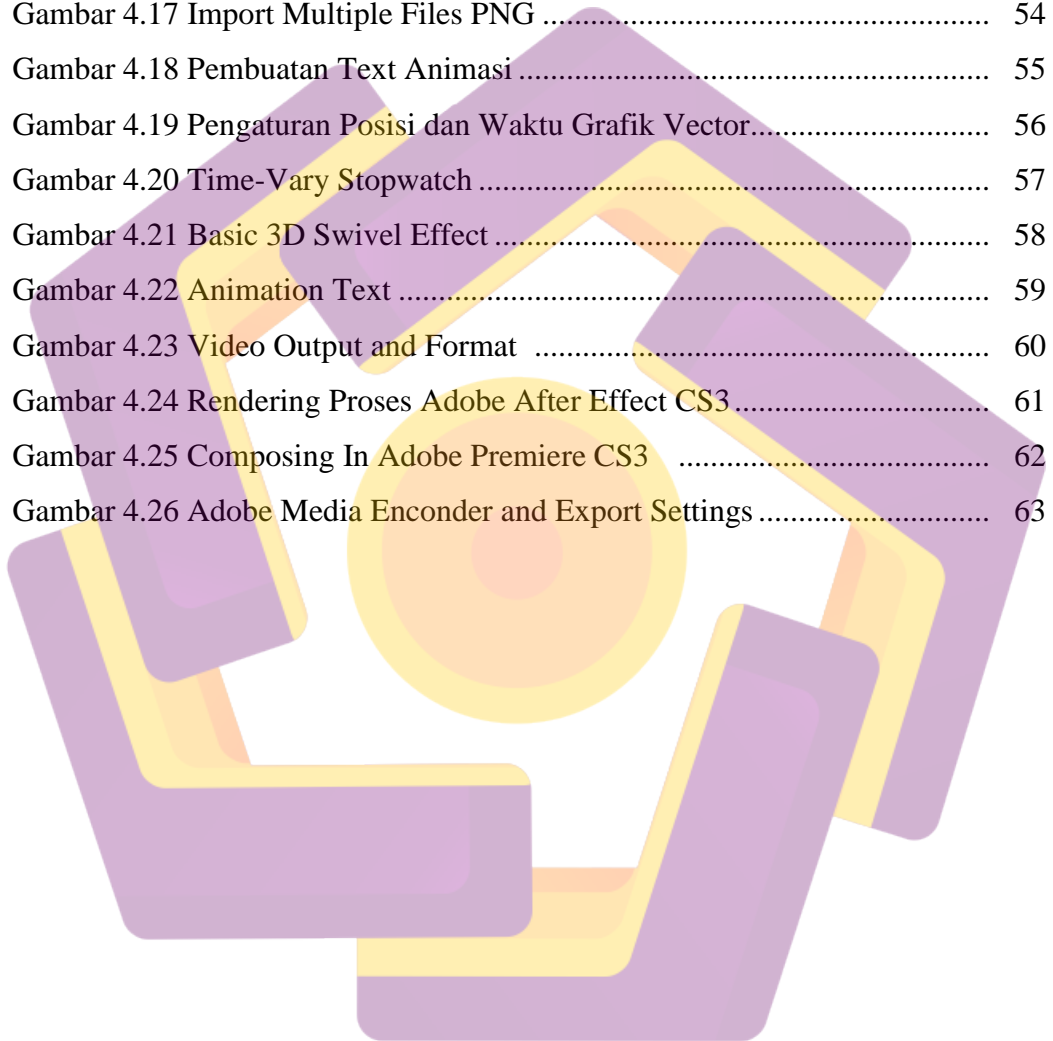 Gambar 4.17 Import Multiple Files PNG ................................................... 54
Gambar 4.18 Pembuatan Text Animasi ...................................................... 55
Gambar 4.19 Pengaturan Posisi dan Waktu Grafik Vector.......................... 56
Gambar 4.20 Time-Vary Stopwatch ........................................................... 57
Gambar 4.21 Basic 3D Swivel Effect ......................................................... 58
Gambar 4.22 Animation Text ..................................................................... 59
Gambar 4.23 Video Output and Format ..................................................... 60
Gambar 4.24 Rendering Proses Adobe After Effect CS3............................ 61
Gambar 4.25 Composing In Adobe Premiere CS3 ................................... 62
Gambar 4.26 Adobe Media Enconder and Export Settings ........................ 63